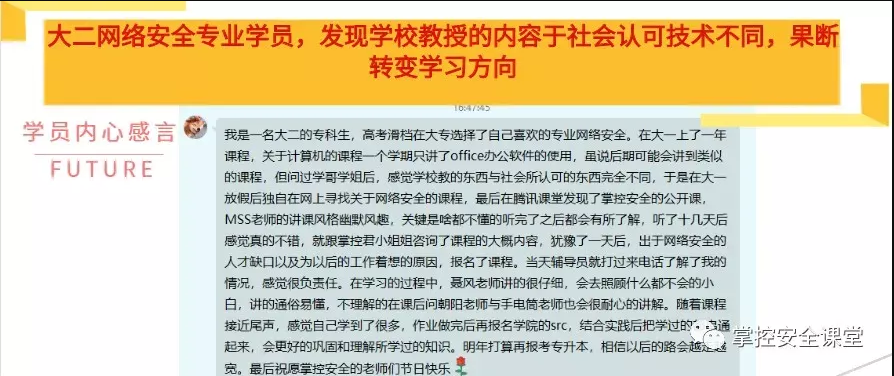 大二网络安全专业学员，发现学校教授的内容于社会认可技术不同，果断
转变学习方向
16:47:45
学员内心感言
FUTURE
我是一名大二的专科生，高考滑档在大专选择了自己喜欢的专业网络安全。在大一上了一年
课程，关于计算机的课程一个学期只讲了office办公软件的使用，虽说后期可能会讲到类似
的课程，但问过学哥学姐后，感觉学校教的东西与社会所认可的东西完全不同，于是在大一
放假后独自在网上寻找关于网络安全的课程，最后在腾讯课堂发现了掌控安全的公开课，
MSS老师的讲课风格幽默风趣，关键是啥都不懂的听完了之后都会有所了解，听了十几天后
感觉真的不错，就跟掌控君小姐姐咨询了课程的大概内容，犹豫了一天后，出于网络安全的
人才缺口以及为以后的工作着想的原因，报名了课程。当天辅导员就打过来电话了解了我的
情况，感觉很负责任。在学习的过程中，聂风老师讲的很仔细，会去照顾什么都不会的小
白，讲的通俗易懂，不理解的在课后问朝阳老师与手电筒老师也会很耐心的讲解。随着课程
接近尾声，感觉自己学到了很多，作业做完后再报名学院的src，结合实践后把学过的通
起来，会更好的巩固和理解所学过的知识。明年打算再报考专升本，相信以后的路会越走越
宽。最后祝愿掌控安全的老师们节日快乐
掌控安全课堂